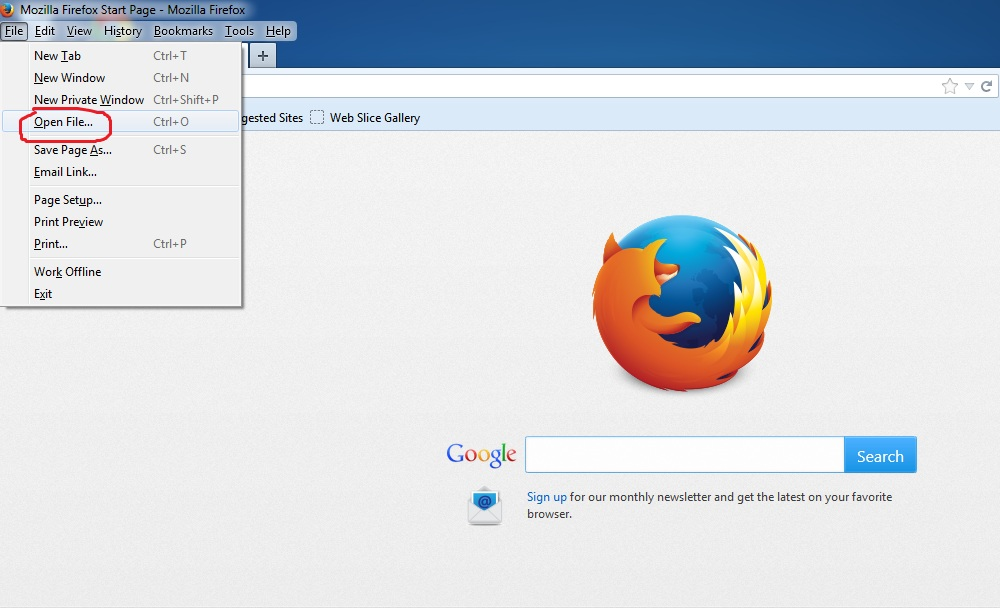 Mozilla Firefox Start Page - Mozilla Firefox
File Edit View History Bookmarks Tools Help
New Tab Ctrl+T
New Window Ctrl+N
New Private Window Ctrl+Shift+P
Open File... Ctrl+O
gested Sites Web Slice Gallery
Save Page As... Ctrl+S
Email Link...
Page Setup...
Print Preview
Print... Ctrl+P
Work Offline
Exit
Google Search
Sign up for our monthly newsletter and get the latest on your favorite
browser.